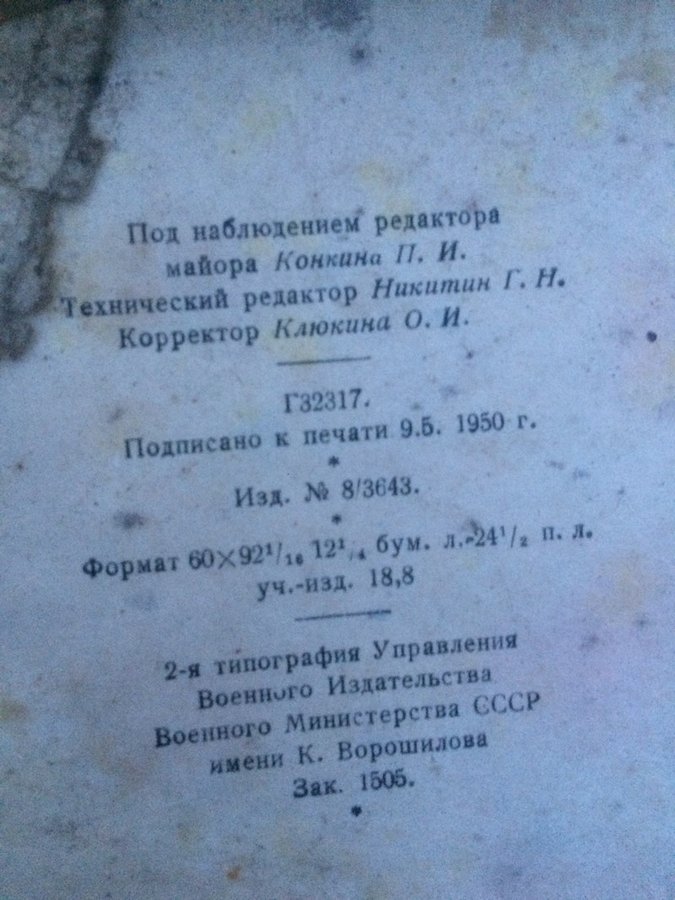 Под наблюдением редактора
майора Конкина П. И.
Технический редактор Никитин Г. Н.
Корректор Клюкина О. И.
Г32317.
Подписано к печати 9.5. 1950 г.
*
Изд. № 8/3643.
*
Формат 60×92¹/₁₆ 12¹/₄ бум. л.-24¹/₂ п. л.
уч.-изд. 18,8
2-я типография Управления
Военного Издательства
Военного Министерства СССР
имени К. Ворошилова
Зак. 1505.
*